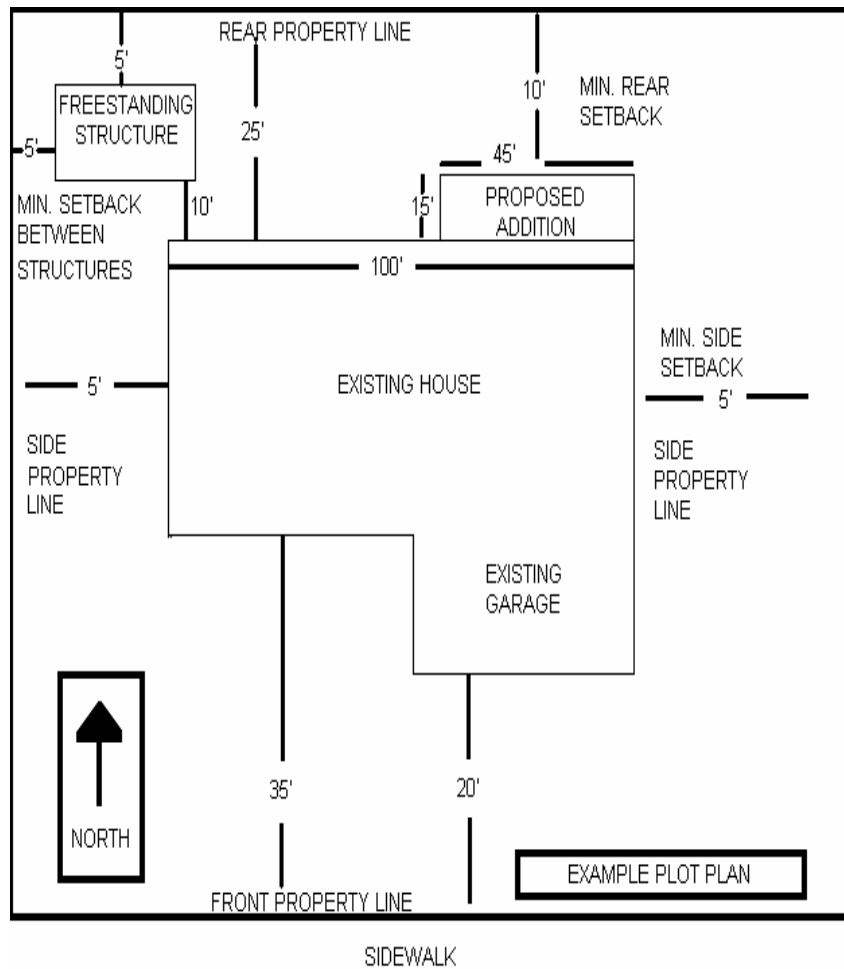 REAR PROPERTY LINE
5'
FREESTANDING
STRUCTURE
5'
25'
10'
MIN. REAR
SETBACK
45'
MIN. SETBACK
BETWEEN
STRUCTURES
10'
15'
PROPOSED
ADDITION
100'
EXISTING HOUSE
MIN. SIDE
SETBACK
5'
5'
SIDE
PROPERTY
LINE
SIDE
PROPERTY
LINE
EXISTING
GARAGE
35'
20'
NORTH
EXAMPLE PLOT PLAN
FRONT PROPERTY LINE
SIDEWALK